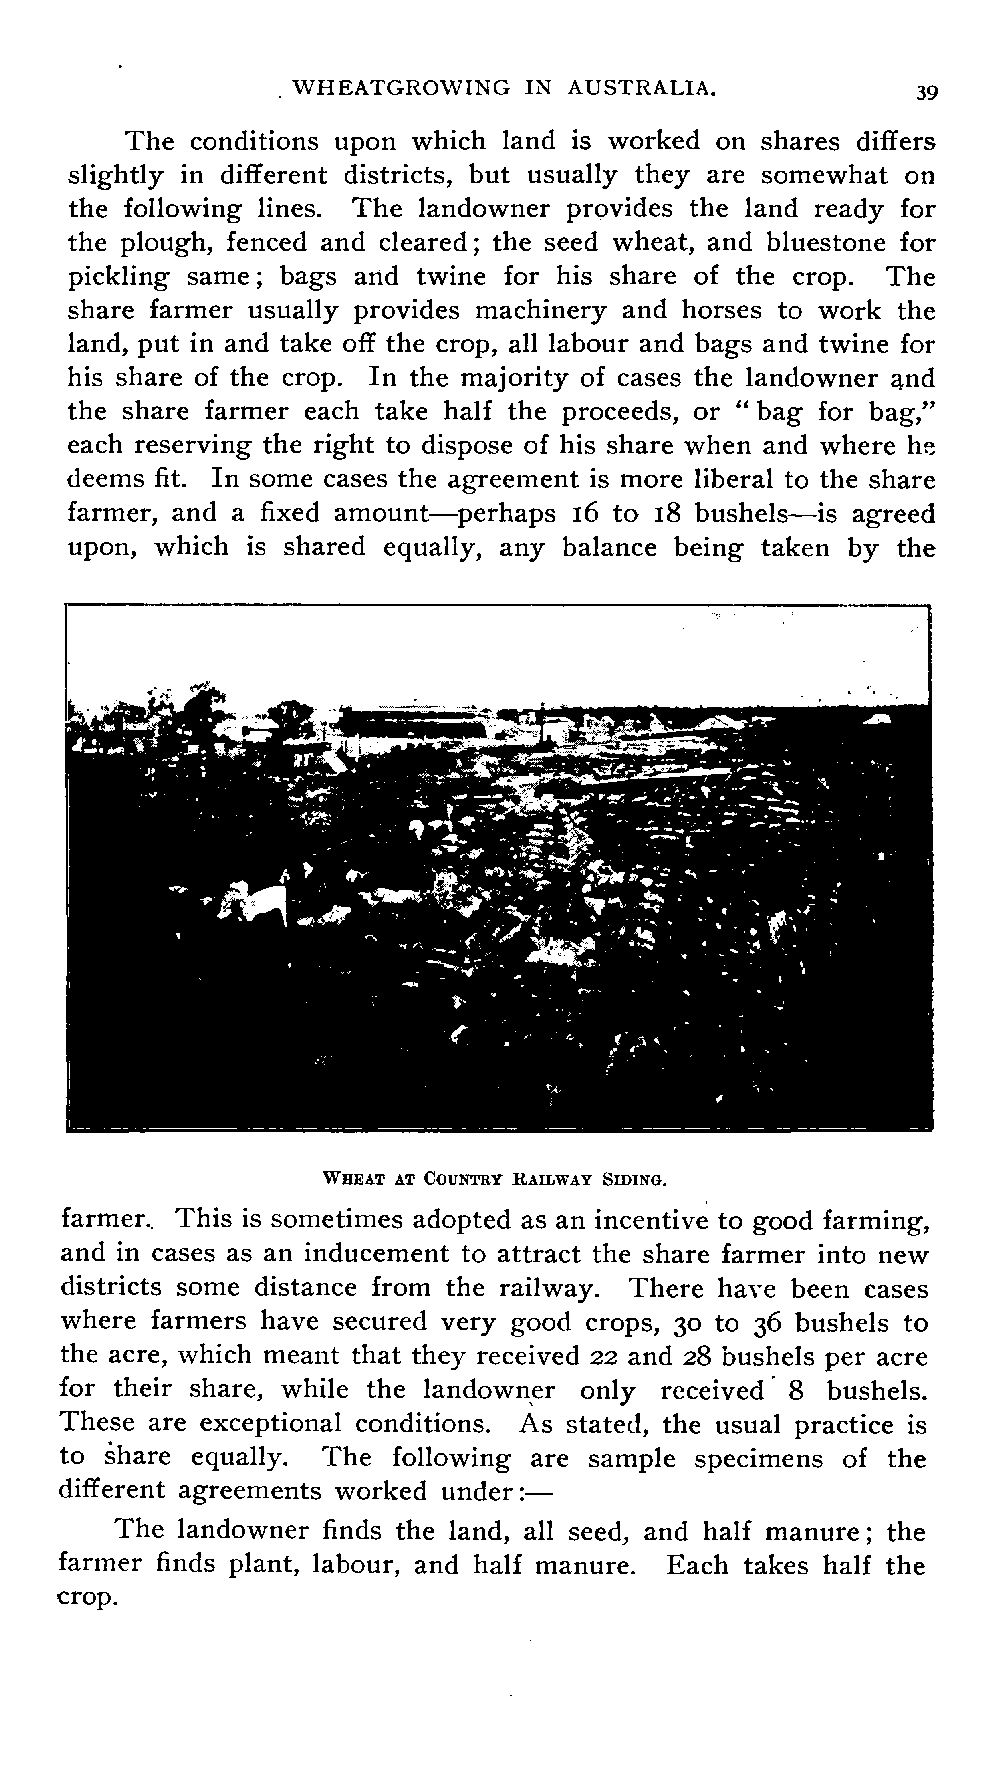 WHEATGROWING IN AUSTRALIA. 39
The conditions upon which land is worked on shares differs
slightly in different districts, but usually they are somewhat on
the following lines. The landowner provides the land ready for
the plough, fenced and cleared; the seed wheat, and bluestone for
pickling same; bags and twine for his share of the crop. The
share farmer usually provides machinery and horses to work the
land, put in and take off the crop, all labour and bags and twine for
his share of the crop. In the majority of cases the landowner and
the share farmer each take half the proceeds, or “bag for bag,”
each reserving the right to dispose of his share when and where he
deems fit. In some cases the agreement is more liberal to the share
farmer, and a fixed amount—perhaps 16 to 18 bushels—is agreed
upon, which is shared equally, any balance being taken by the
WHEAT AT COUNTRY RAILWAY SIDING.
farmer. This is sometimes adopted as an incentive to good farming,
and in cases as an inducement to attract the share farmer into new
districts some distance from the railway. There have been cases
where farmers have secured very good crops, 30 to 36 bushels to
the acre, which meant that they received 22 and 28 bushels per acre
for their share, while the landowner only received 8 bushels.
These are exceptional conditions. As stated, the usual practice is
to share equally. The following are sample specimens of the
different agreements worked under:—
The landowner finds the land, all seed, and half manure; the
farmer finds plant, labour, and half manure. Each takes half the
crop.